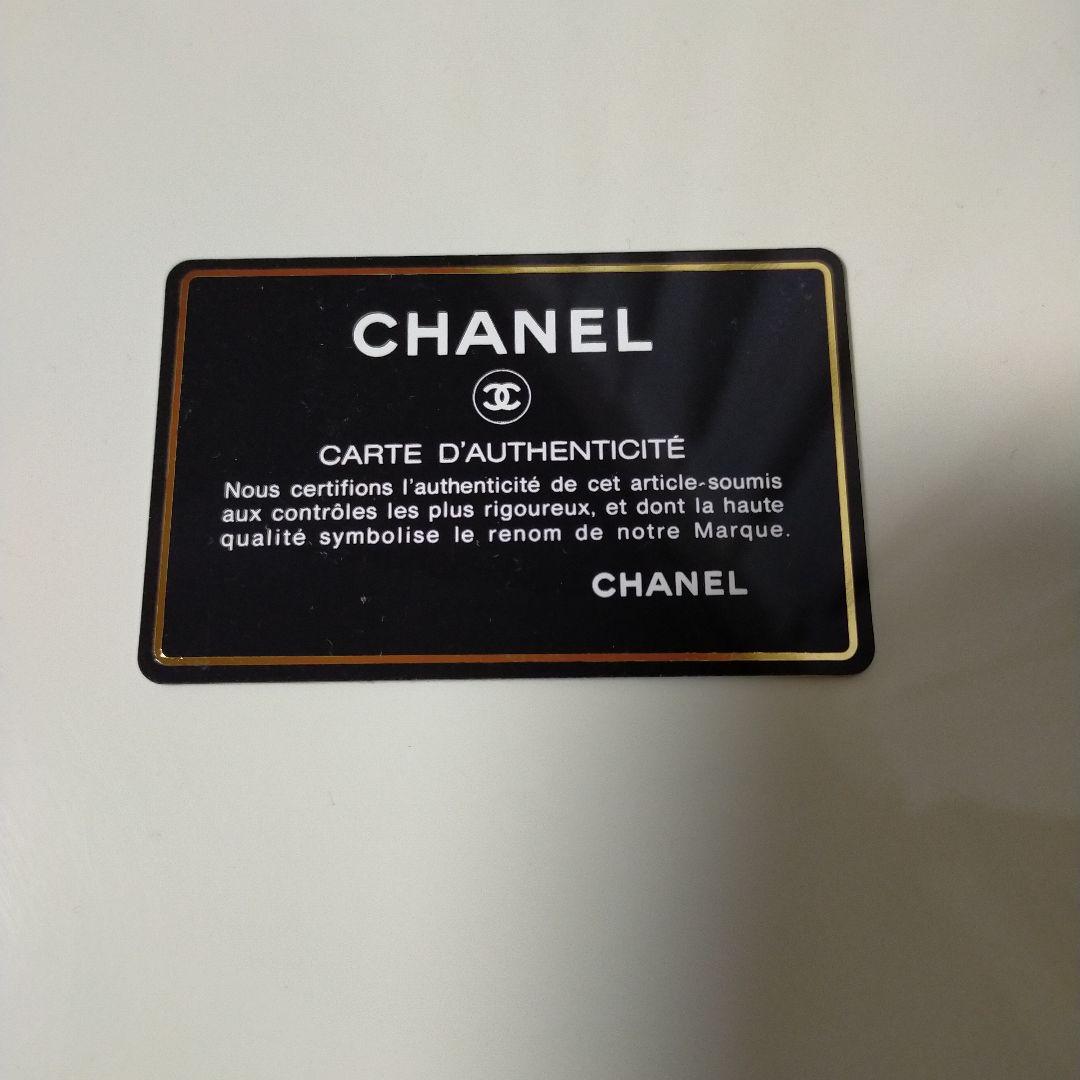 CHANEL
CARTE D'AUTHENTICITÉ
Nous certifions l'authenticité de cet article-soumis
aux contrôles les plus rigoureux, et dont la haute
qualité symbolise le renom de notre Marque.
CHANEL